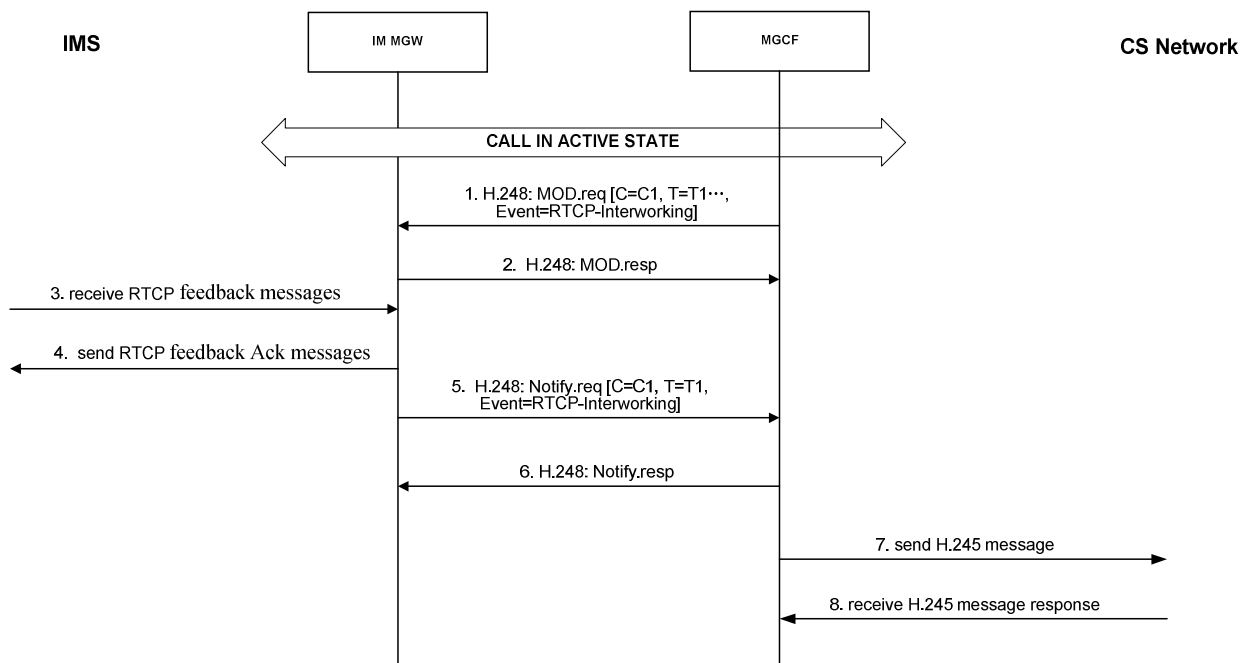 IMS
IM MGW
MGCF
CS Network
CALL IN ACTIVE STATE
1. H.248: MOD.req [C=C1, T=T1···,
Event=RTCP-Interworking]
2. H.248: MOD.resp
3. receive RTCP feedback messages
4. send RTCP feedback Ack messages
5. H.248: Notify.req [C=C1, T=T1,
Event=RTCP-Interworking]
6. H.248: Notify.resp
7. send H.245 message
8. receive H.245 message response